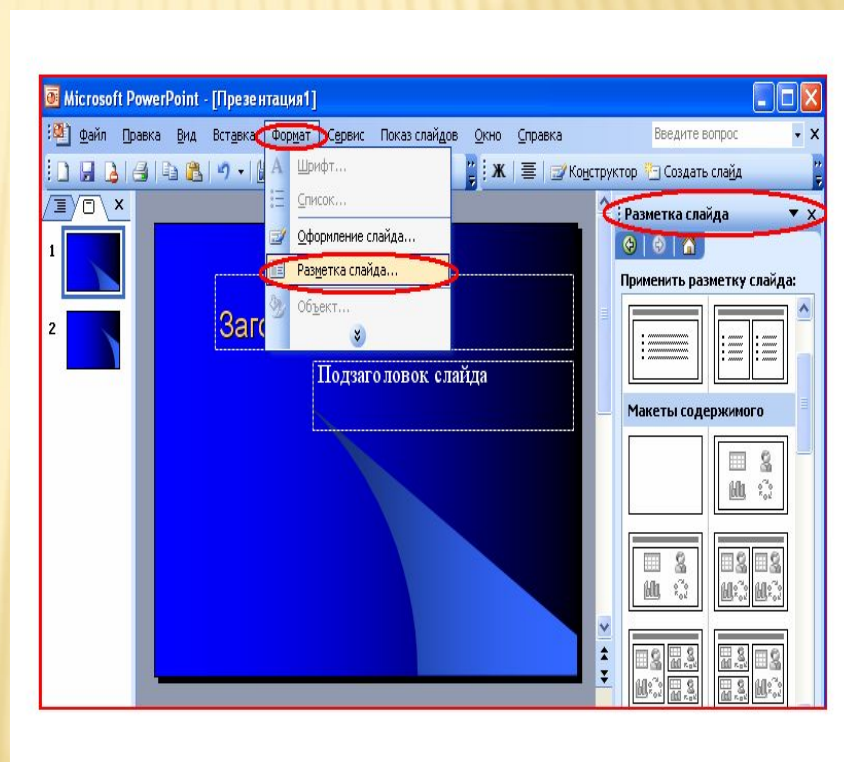 Microsoft PowerPoint - [Презентация1]
Файл Правка Вид Вставка Формат Сервис Показ слайдов Окно Справка Введите вопрос
Ж Конструктор Создать слайд
Шрифт...
Список...
Оформление слайда...
Разметка слайда...
Объект...
1
2
Подзаголовок слайда
Разметка слайда
Применить разметку слайда:
Макеты содержимого